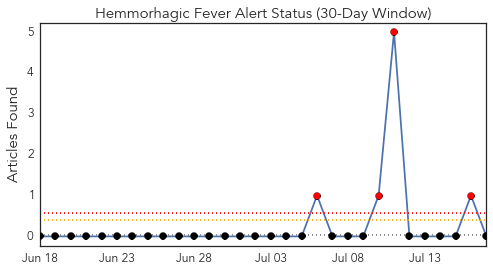 Hemmorhagic Fever Alert Status (30-Day Window)
Articles Found
5
4
3
2
1
0
Jun 18 Jun 23 Jun 28 Jul 03 Jul 08 Jul 13